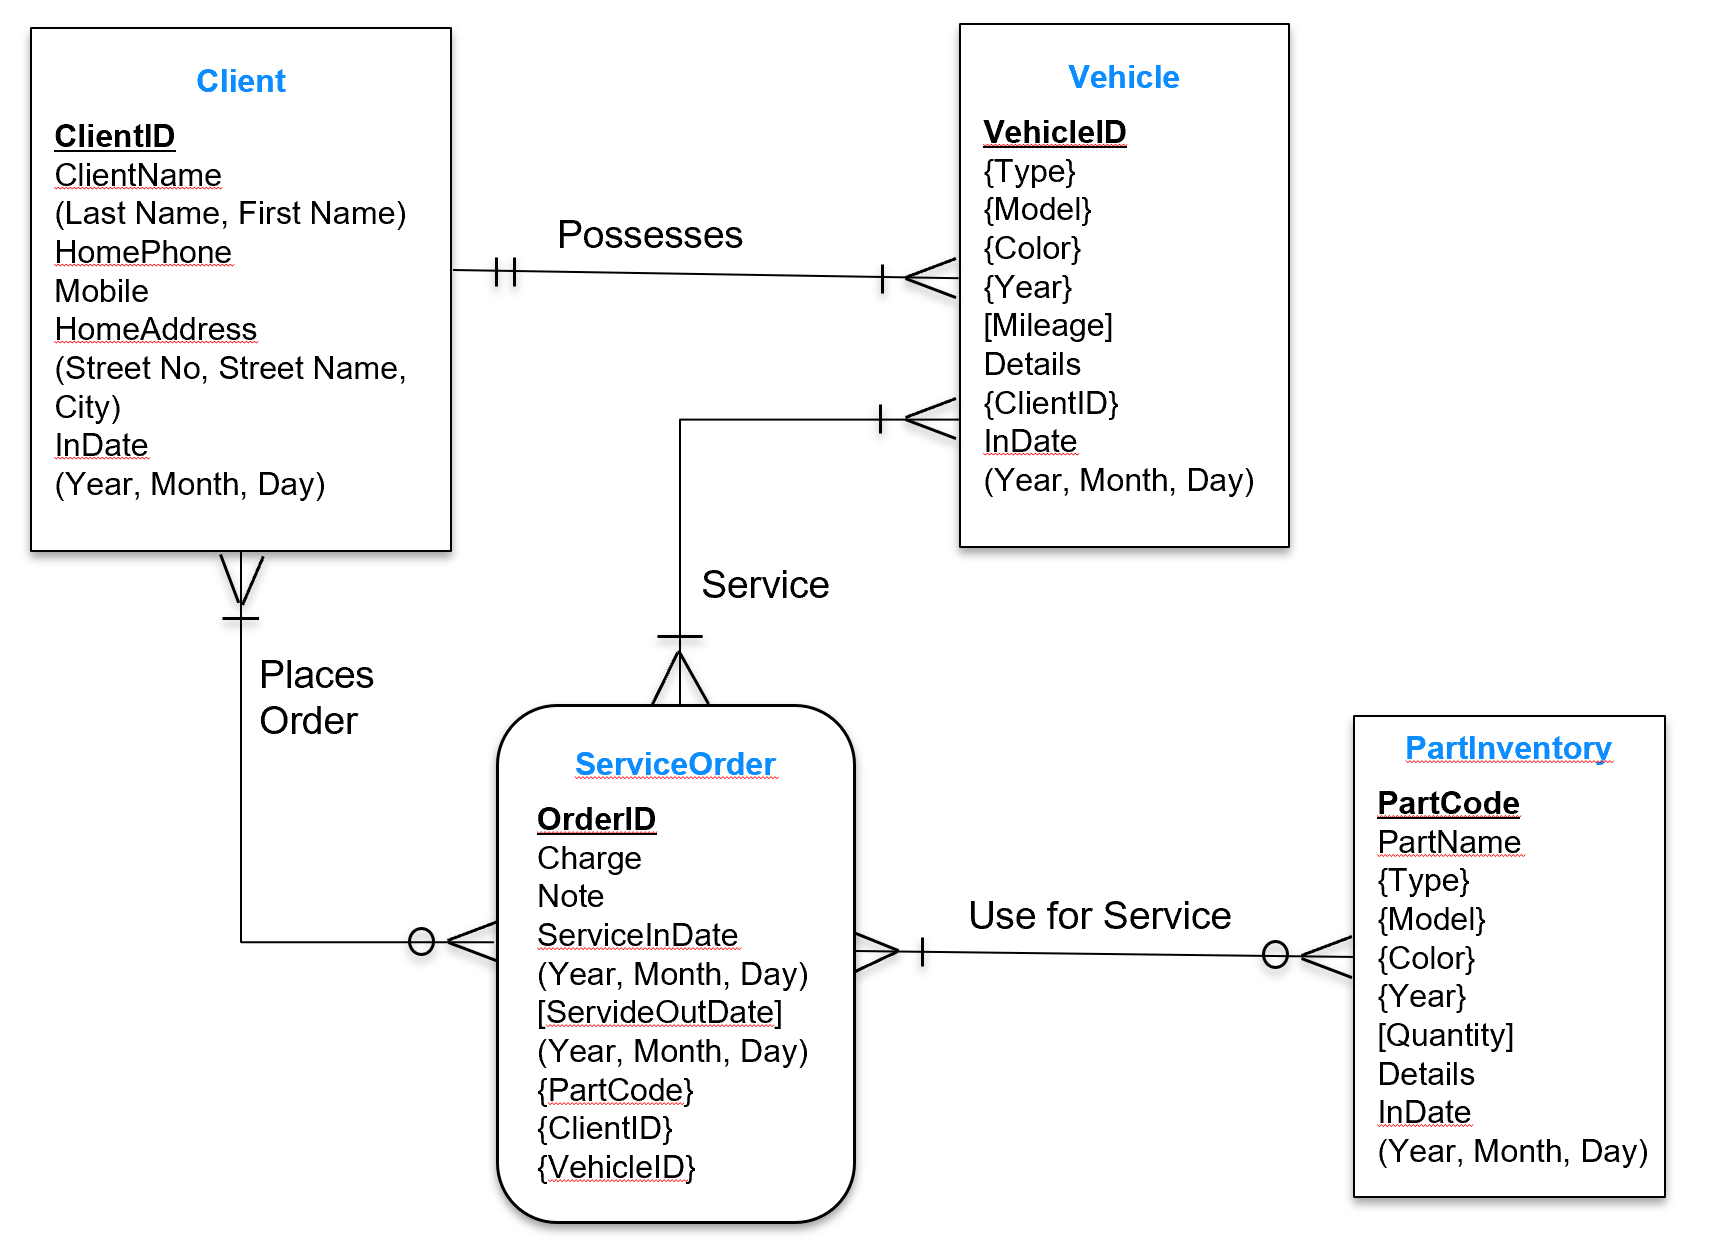 Client
ClientID
ClientName
(Last Name, First Name)
HomePhone
Mobile
HomeAddress
(Street No, Street Name,
City)
InDate
(Year, Month, Day)
Possesses
Vehicle
VehicleID
{Type}
{Model}
{Color}
{Year}
[Mileage]
Details
{ClientID}
InDate
(Year, Month, Day)
Service
Places
Order
ServiceOrder
OrderID
Charge
Note
ServiceInDate
(Year, Month, Day)
[ServideOutDate]
(Year, Month, Day)
{PartCode}
{ClientID}
{VehicleID}
Use for Service
PartInventory
PartCode
PartName
{Type}
{Model}
{Color}
{Year}
[Quantity]
Details
InDate
(Year, Month, Day)